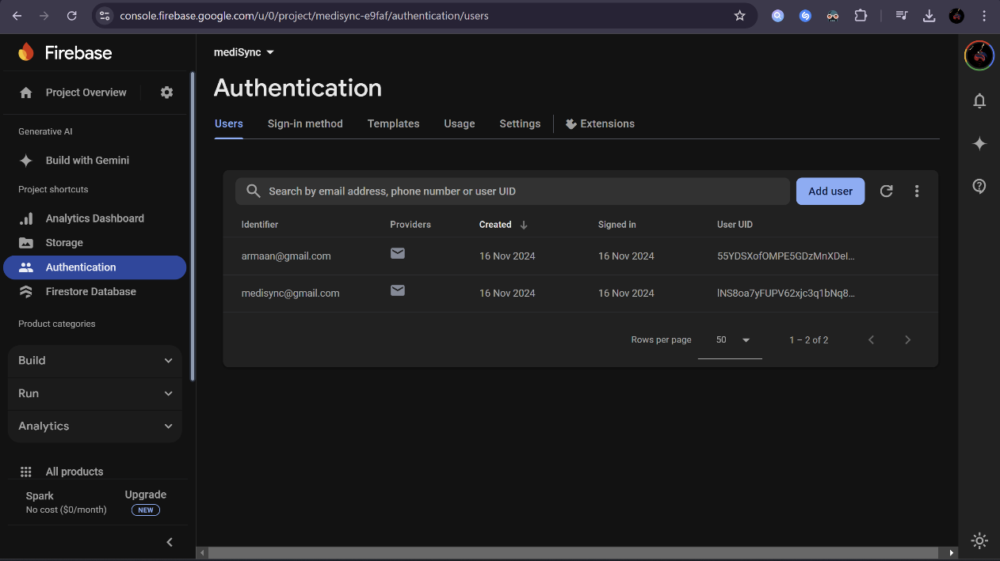 console.firebase.google.com/u/0/project/medisync-e9faf/authentication/users
Firebase
Project Overview
Generative AI
Build with Gemini
Project shortcuts
Analytics Dashboard
Storage
Authentication
Firestore Database
Product categories
Build
Run
Analytics
All products
Spark
No cost ($0/month)
Upgrade
NEW
mediSync
Authentication
Users Sign-in method Templates Usage Settings Extensions
Search by email address, phone number or user UID
Add user
Identifier Providers Created Signed in User UID
armaan@gmail.com 16 Nov 2024 16 Nov 2024 55YDSXofOMPE5GDzMnXDeI...
medisync@gmail.com 16 Nov 2024 16 Nov 2024 lNS8oa7yFUPV62xjc3q1bNq8...
Rows per page 50 1 – 2 of 2